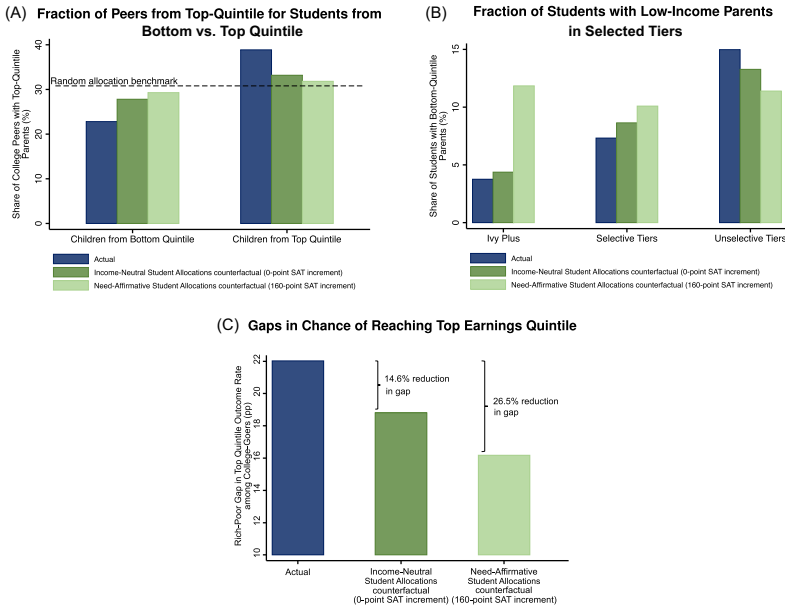 (A) Fraction of Peers from Top-Quintile for Students from
Bottom vs. Top Quintile
Share of College Peers with Top-Quintile
Parents (%)
40
30
20
10
0
Random allocation benchmark
Children from Bottom Quintile
Children from Top Quintile
Actual
Income-Neutral Student Allocations counterfactual (0-point SAT increment)
Need-Affirmative Student Allocations counterfactual (160-point SAT increment)
(B) Fraction of Students with Low-Income Parents
in Selected Tiers
Share of Students with Bottom-Quintile
Parents (%)
15
10
5
0
Ivy Plus
Selective Tiers
Unselective Tiers
Actual
Income-Neutral Student Allocations counterfactual (0-point SAT increment)
Need-Affirmative Student Allocations counterfactual (160-point SAT increment)
(C) Gaps in Chance of Reaching Top Earnings Quintile
Rich-Poor Gap in Top Quintile Outcome Rate
among College-Goers (pp)
22
20
18
16
14
12
10
14.6% reduction
in gap
26.5% reduction
in gap
Actual
Income-Neutral
Student Allocations
counterfactual
(0-point SAT increment)
Need-Affirmative
Student Allocations
counterfactual
(160-point SAT increment)